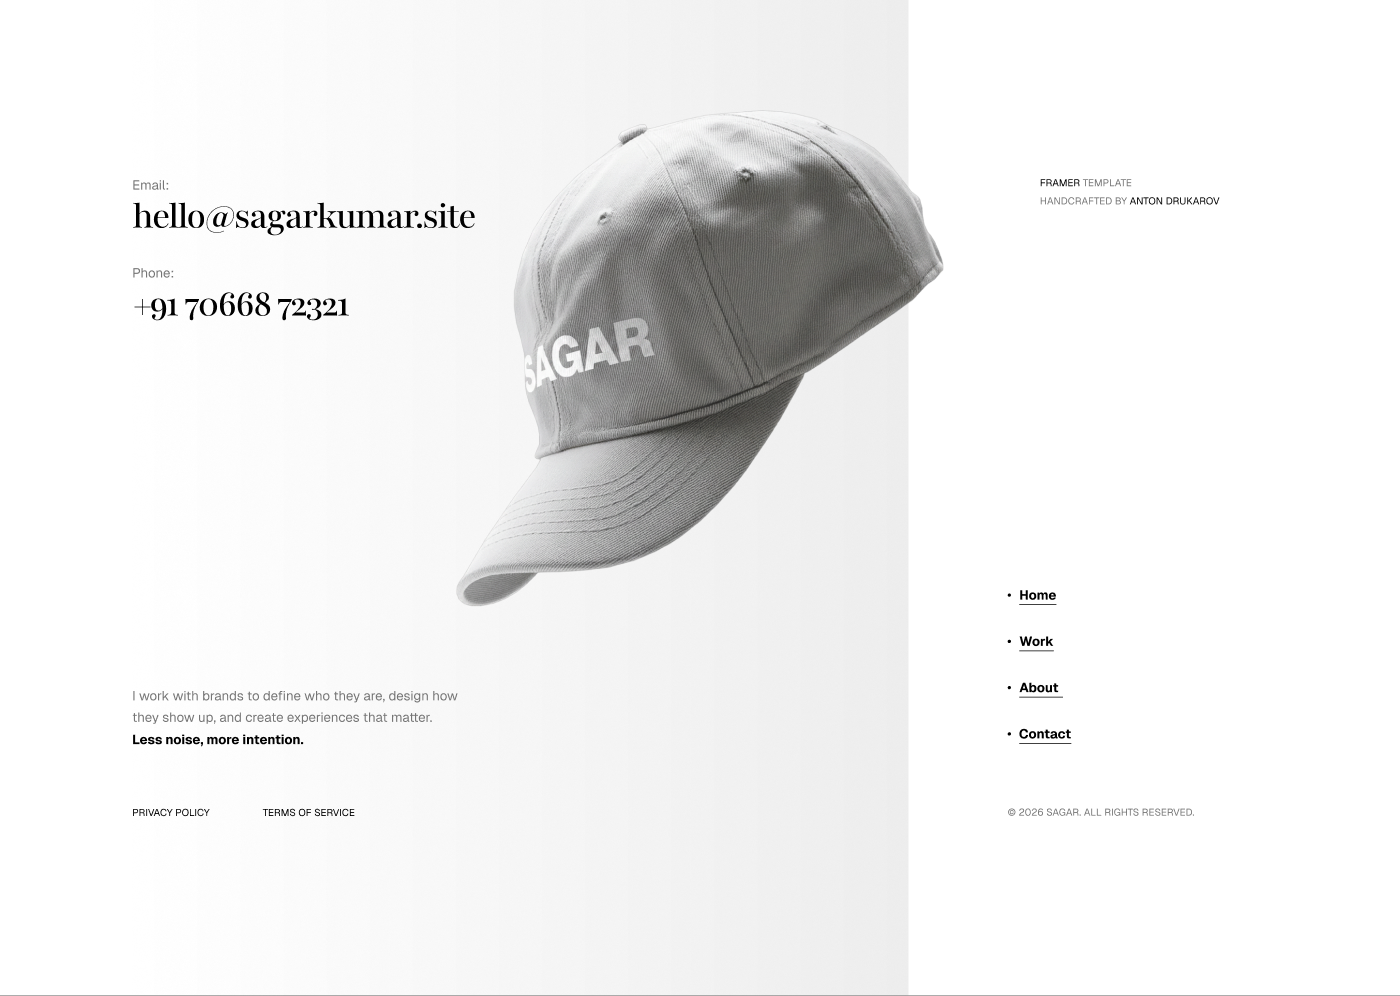 Email:
hello@sagarkumar.site
Phone:
+91 70668 72321
SAGAR
FRAMER TEMPLATE
HANDCRAFTED BY ANTON DRUKAROV
• Home
• Work
• About
• Contact
I work with brands to define who they are, design how
they show up, and create experiences that matter.
Less noise, more intention.
PRIVACY POLICY
TERMS OF SERVICE
© 2026 SAGAR. ALL RIGHTS RESERVED.